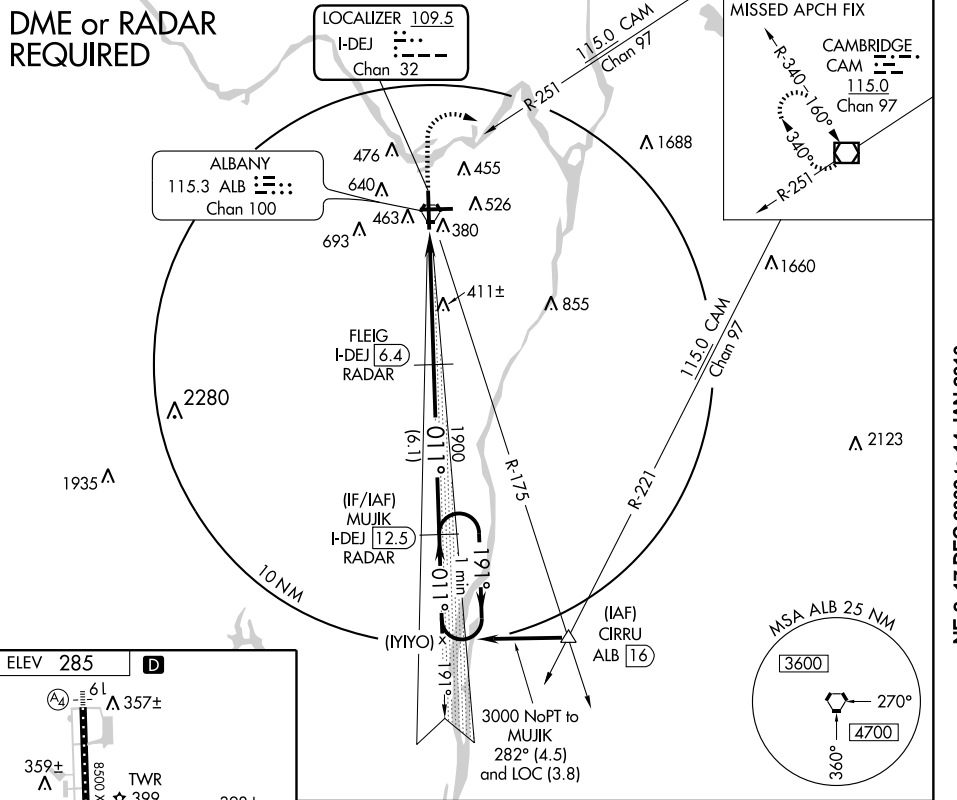 DME or RADAR
REQUIRED
LOCALIZER 109.5
I-DEJ
Chan 32
115.0 CAM
Chan 97
R-251
MISSED APCH FIX
R-340
160°
CAMBRIDGE
CAM
115.0
Chan 97
340°
R-251
ALBANY
115.3 ALB
Chan 100
476
640
463
693
455
526
380
1688
1660
411±
855
FLEIG
I-DEJ 6.4
RADAR
115.0 CAM
Chan 97
2280
1935
2123
011°
(6.1)
1900
R-175
R-221
(IF/IAF)
MUJIK
I-DEJ 12.5
RADAR
011°
1 min
191°
10 NM
(IYIYO)
191°
(IAF)
CIRRU
ALB 16
3000 NoPT to
MUJIK
282° (4.5)
and LOC (3.8)
MSA ALB 25 NM
3600
270°
4700
360°
ELEV 285
D
A4
19
357±
359±
8500 X
TWR
399